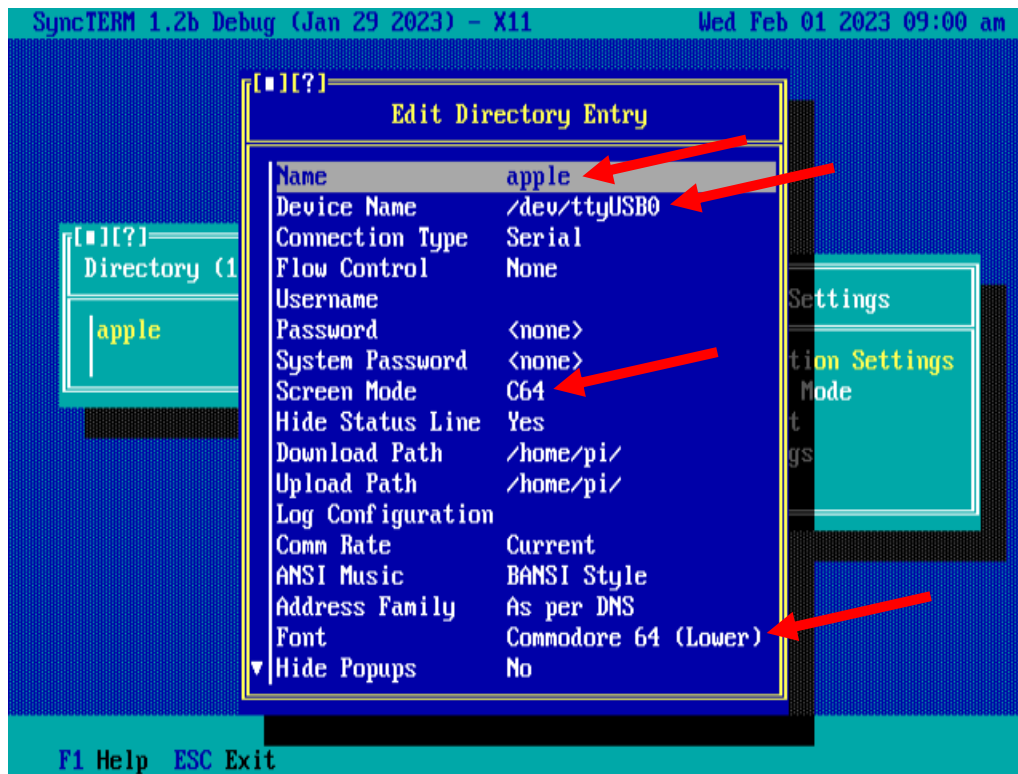 SyncTERM 1.2b Debug (Jan 29 2023) - X11 Wed Feb 01 2023 09:00 am
[■][?]
Edit Directory Entry
Name apple
Device Name /dev/ttyUSB0
Connection Type Serial
Flow Control None
Username
Password <none>
System Password <none>
Screen Mode C64
Hide Status Line Yes
Download Path /home/pi/
Upload Path /home/pi/
Log Configuration
Comm Rate Current
ANSI Music BANSI Style
Address Family As per DNS
Font Commodore 64 (Lower)
▼ Hide Popups No
[■][?]
Directory (1
apple
Settings
tion Settings
Mode
t
gs
F1 Help ESC Exit